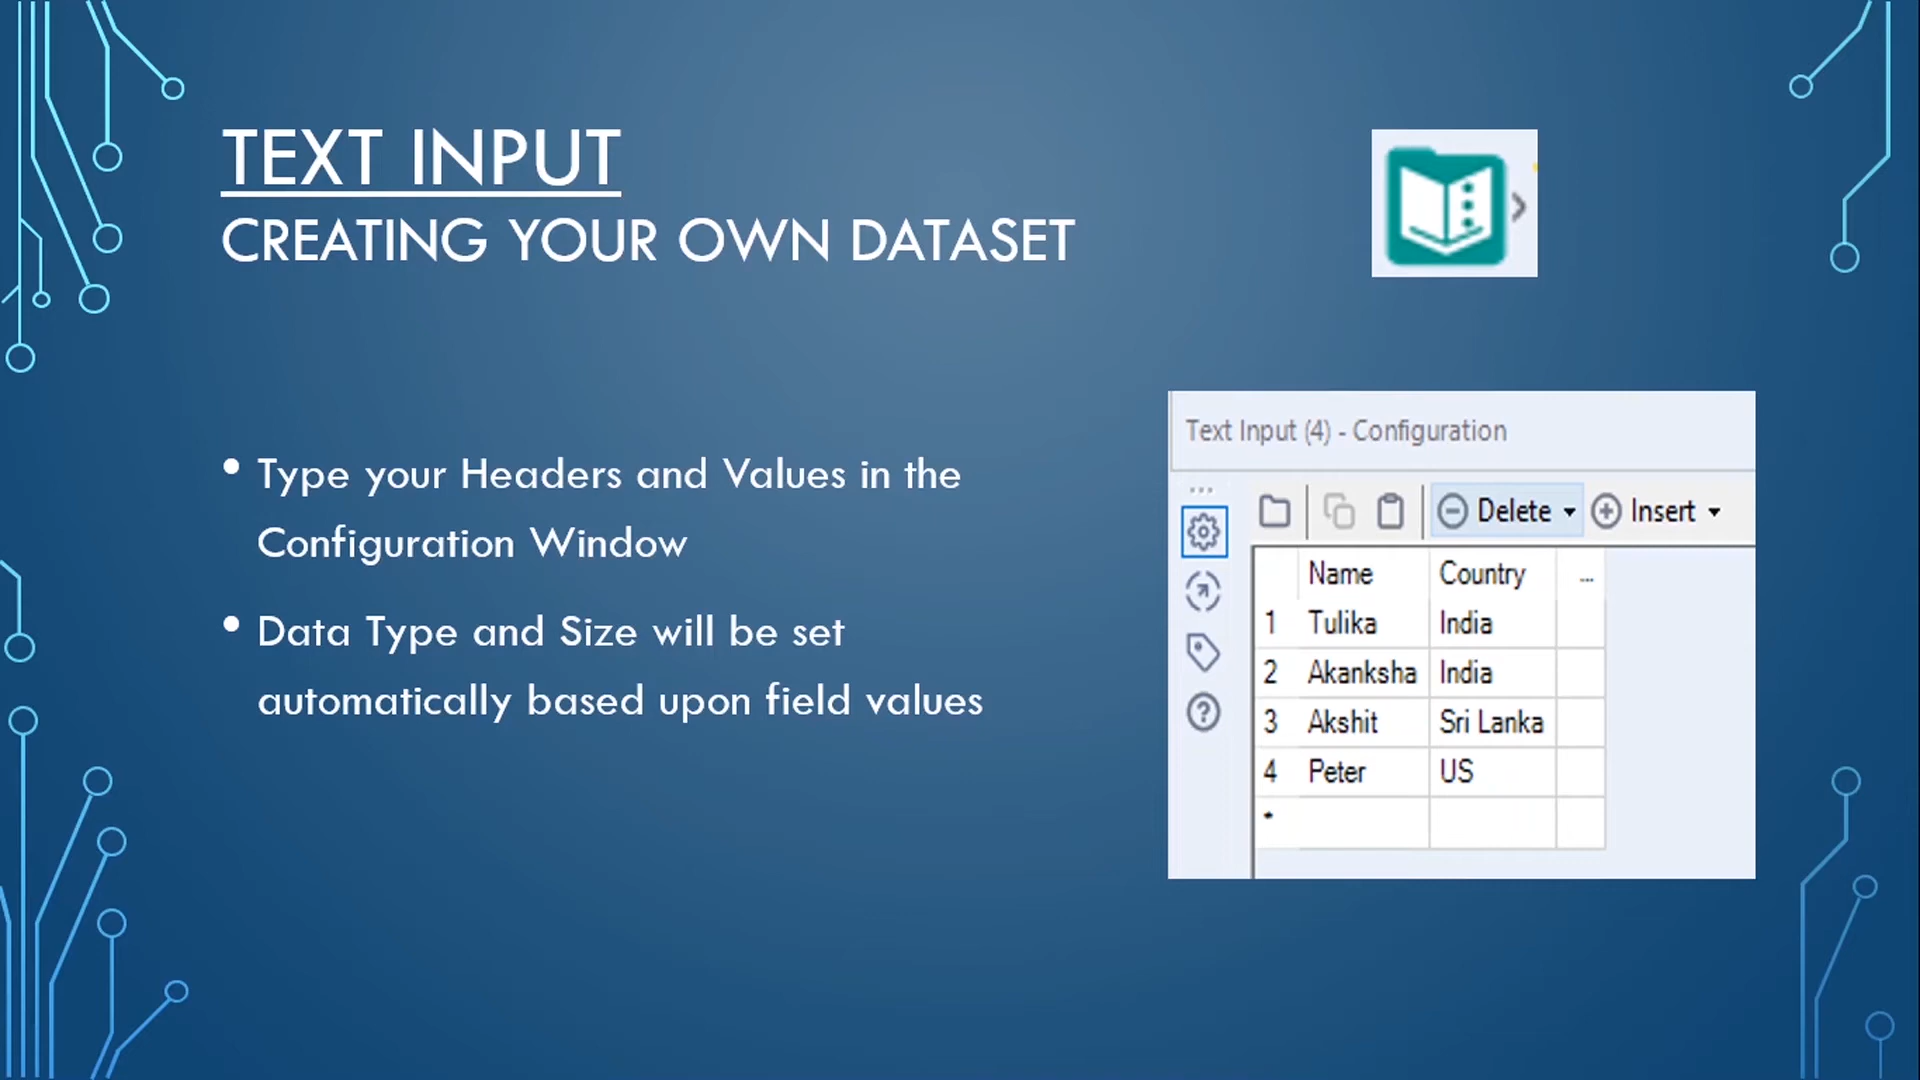 TEXT INPUT
CREATING YOUR OWN DATASET
• Type your Headers and Values in the
Configuration Window
• Data Type and Size will be set
automatically based upon field values
Text Input (4) - Configuration
Delete Insert
Name Country ...
1 Tulika India
2 Akanksha India
3 Akshit Sri Lanka
4 Peter US
*